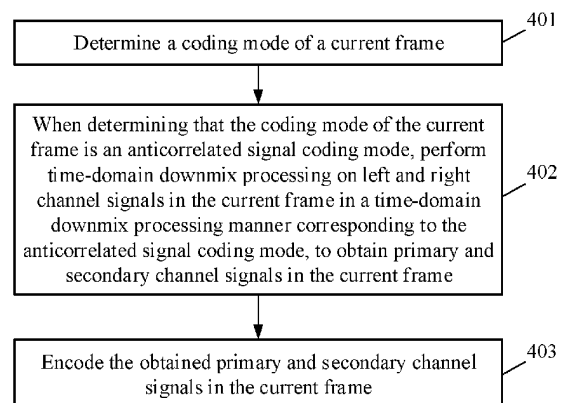 401
Determine a coding mode of a current frame
When determining that the coding mode of the current
frame is an anticorrelated signal coding mode, perform
time-domain downmix processing on left and right
channel signals in the current frame in a time-domain
downmix processing manner corresponding to the
anticorrelated signal coding mode, to obtain primary and
secondary channel signals in the current frame
402
Encode the obtained primary and secondary channel
signals in the current frame
403